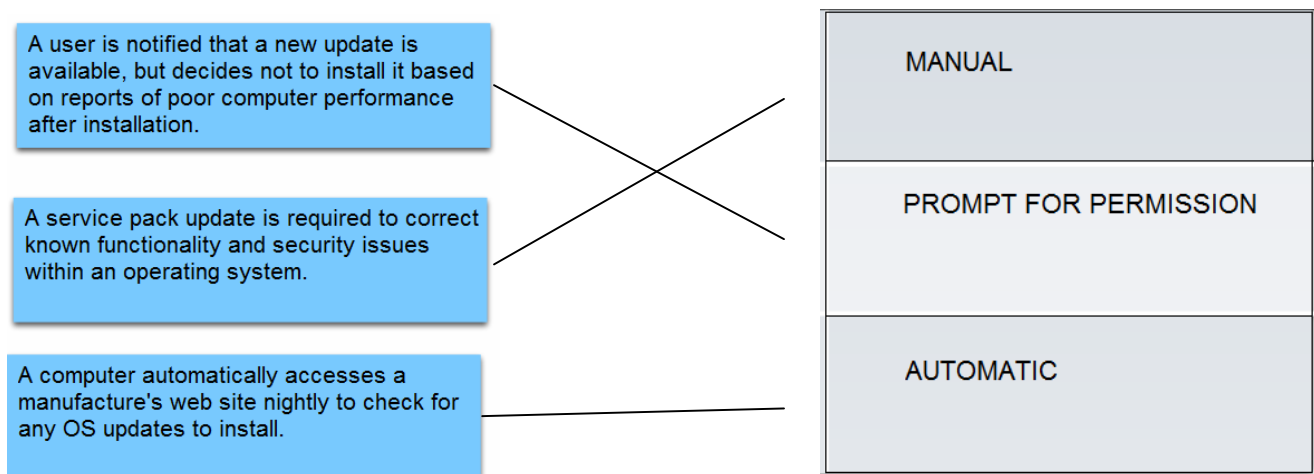 A user is notified that a new update is
available, but decides not to install it based
on reports of poor computer performance
after installation.
MANUAL
A service pack update is required to correct
known functionality and security issues
within an operating system.
PROMPT FOR PERMISSION
A computer automatically accesses a
manufacture's web site nightly to check for
any OS updates to install.
AUTOMATIC